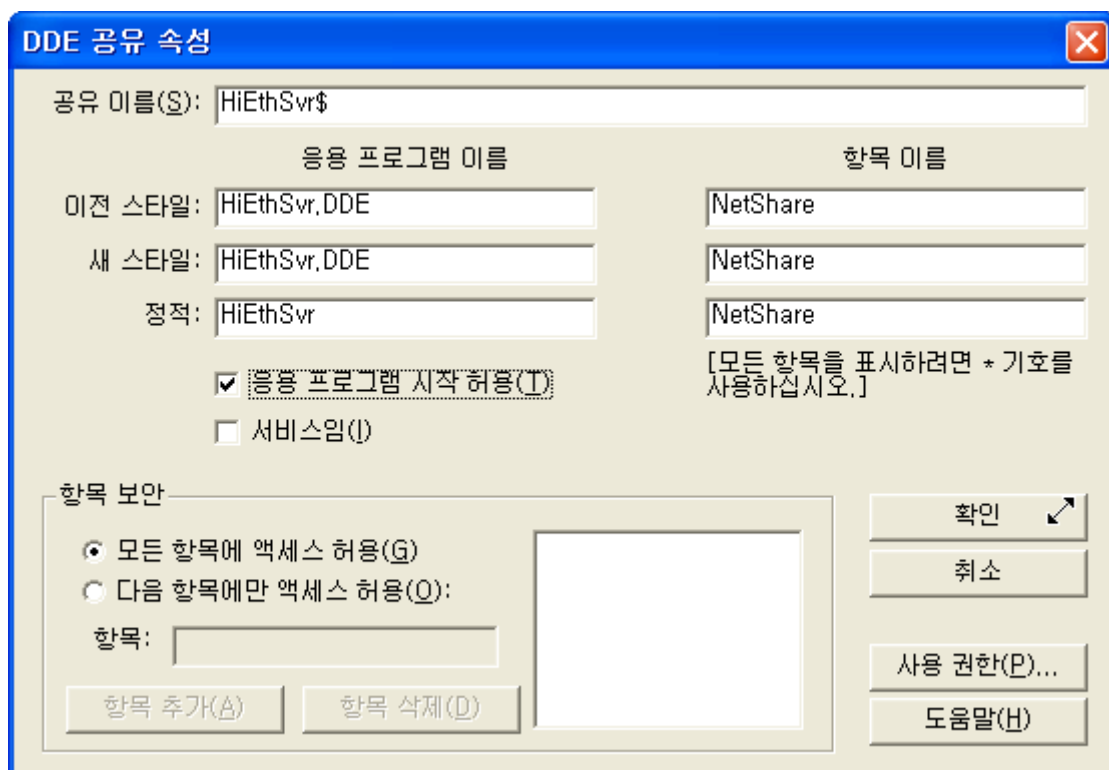 DDE 공유 속성
공유 이름(S): HiEthSvr$
응용 프로그램 이름 항목 이름
이전 스타일: HiEthSvr,DDE NetShare
새 스타일: HiEthSvr,DDE NetShare
정적: HiEthSvr NetShare
[모든 항목을 표시하려면 * 기호를
사용하십시오.]
응용 프로그램 시작 허용(T)
서비스임(I)
항목 보안
모든 항목에 액세스 허용(G)
다음 항목에만 액세스 허용(O):
항목:
항목 추가(A) 항목 삭제(D)
확인
취소
사용 권한(P)...
도움말(H)